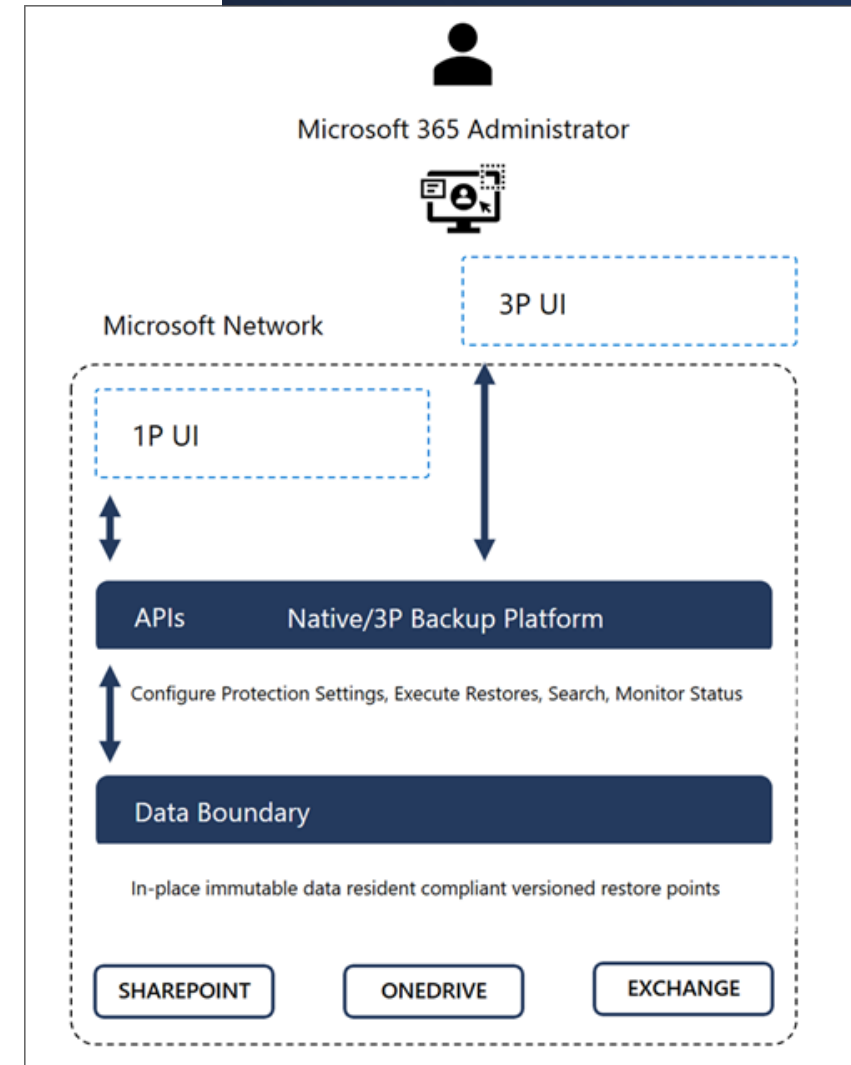 Microsoft 365 Administrator
3P UI
Microsoft Network
1P UI
APIs Native/3P Backup Platform
Configure Protection Settings, Execute Restores, Search, Monitor Status
Data Boundary
In-place immutable data resident compliant versioned restore points
SHAREPOINT
ONEDRIVE
EXCHANGE